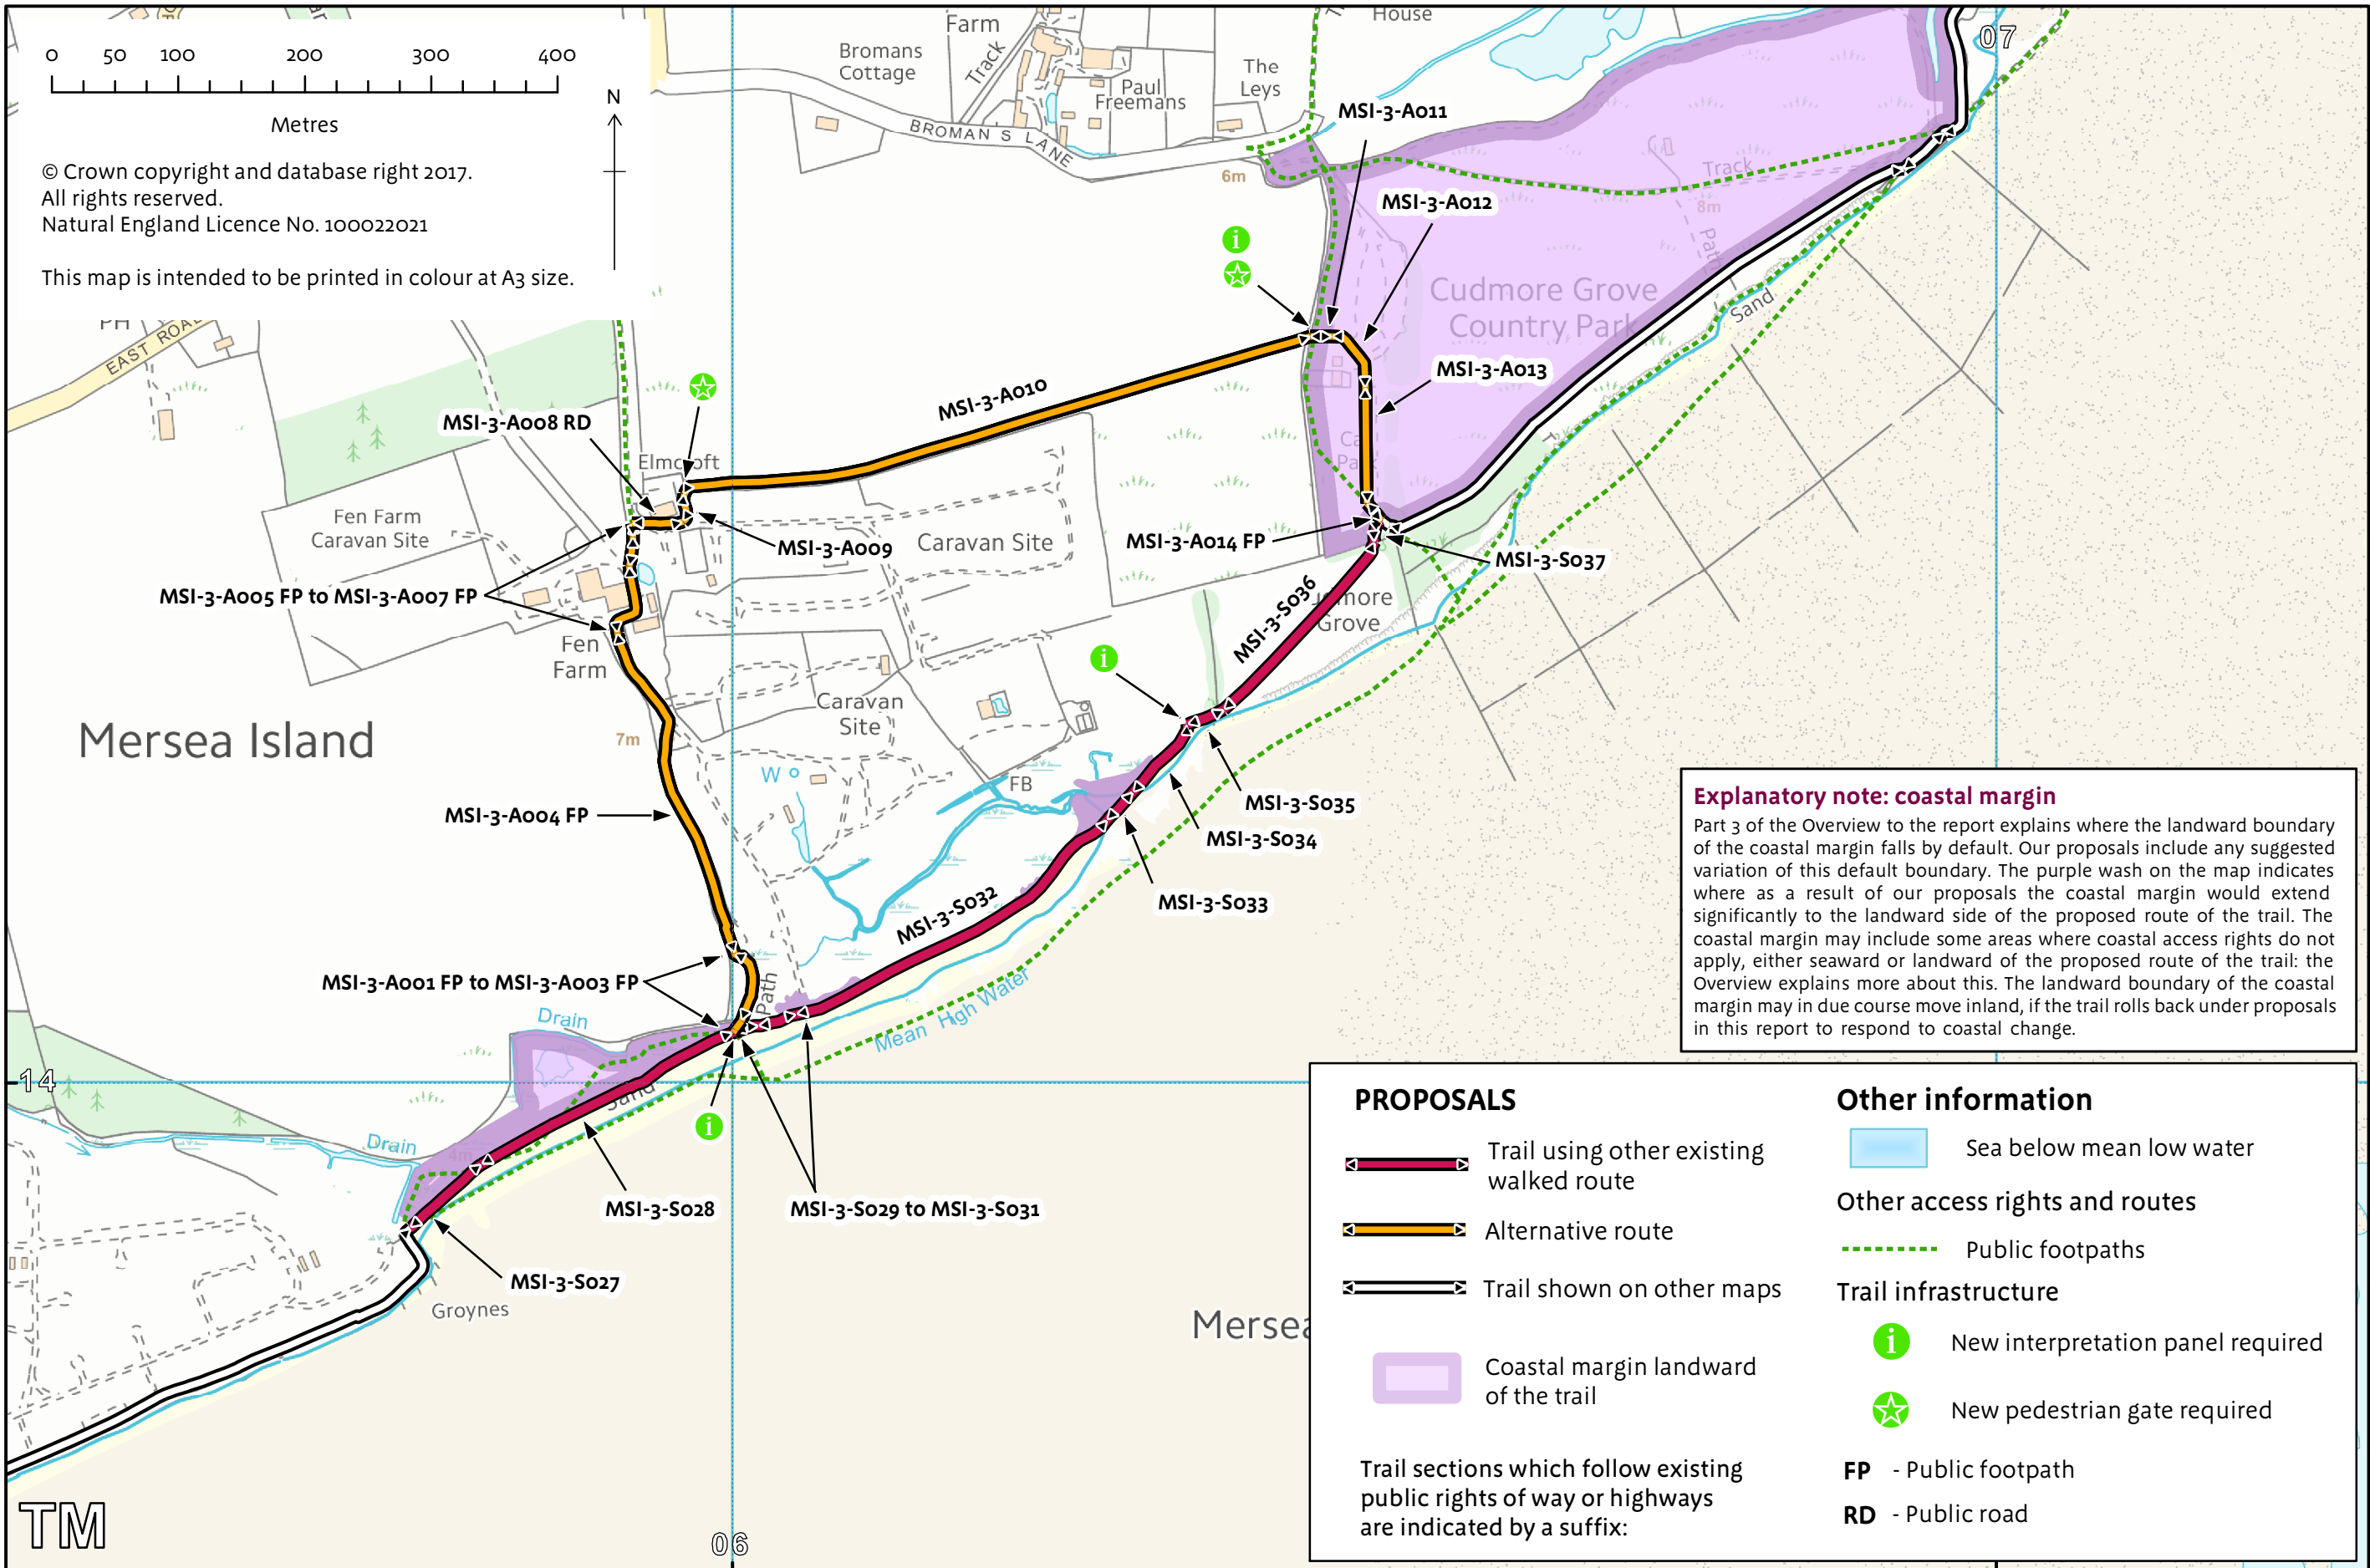 0 50 100 200 300 400
Metres
N
© Crown copyright and database right 2017.
All rights reserved.
Natural England Licence No. 100022021
This map is intended to be printed in colour at A3 size.
Farm
Track
Bromans
Cottage
Paul
Freemans
The
Leys
House
07
BROMANS LANE
6m
MSI-3-A011
MSI-3-A012
Track
8m
Path
Cudmore Grove
Country Park
Sand
PH
EAST ROAD
MSI-3-A010
MSI-3-A013
MSI-3-A008 RD
Elmcroft
Fen Farm
Caravan Site
MSI-3-A009
Caravan Site
MSI-3-A014 FP
MSI-3-S037
MSI-3-A005 FP to MSI-3-A007 FP
MSI-3-S036
Grove
Fen
Farm
Caravan
Site
Mersea Island
7m
W
FB
MSI-3-S035
MSI-3-S034
MSI-3-A004 FP
MSI-3-S033
MSI-3-S032
MSI-3-A001 FP to MSI-3-A003 FP
Path
Drain
Mean High Water
14
Sand
Drain
4m
MSI-3-S028
MSI-3-S029 to MSI-3-S031
MSI-3-S027
Groynes
Mersea
TM
06
Explanatory note: coastal margin
Part 3 of the Overview to the report explains where the landward boundary
of the coastal margin falls by default. Our proposals include any suggested
variation of this default boundary. The purple wash on the map indicates
where as a result of our proposals the coastal margin would extend
significantly to the landward side of the proposed route of the trail. The
coastal margin may include some areas where coastal access rights do not
apply, either seaward or landward of the proposed route of the trail: the
Overview explains more about this. The landward boundary of the coastal
margin may in due course move inland, if the trail rolls back under proposals
in this report to respond to coastal change.
PROPOSALS
Trail using other existing
walked route
Alternative route
Trail shown on other maps
Coastal margin landward
of the trail
Trail sections which follow existing
public rights of way or highways
are indicated by a suffix:
Other information
Sea below mean low water
Other access rights and routes
Public footpaths
Trail infrastructure
i New interpretation panel required
New pedestrian gate required
FP - Public footpath
RD - Public road